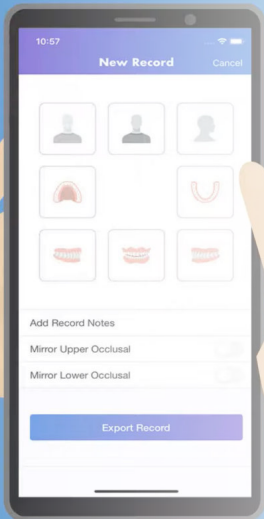 10:57
New Record
Cancel
Add Record Notes
Mirror Upper Occlusal
Mirror Lower Occlusal
Export Record